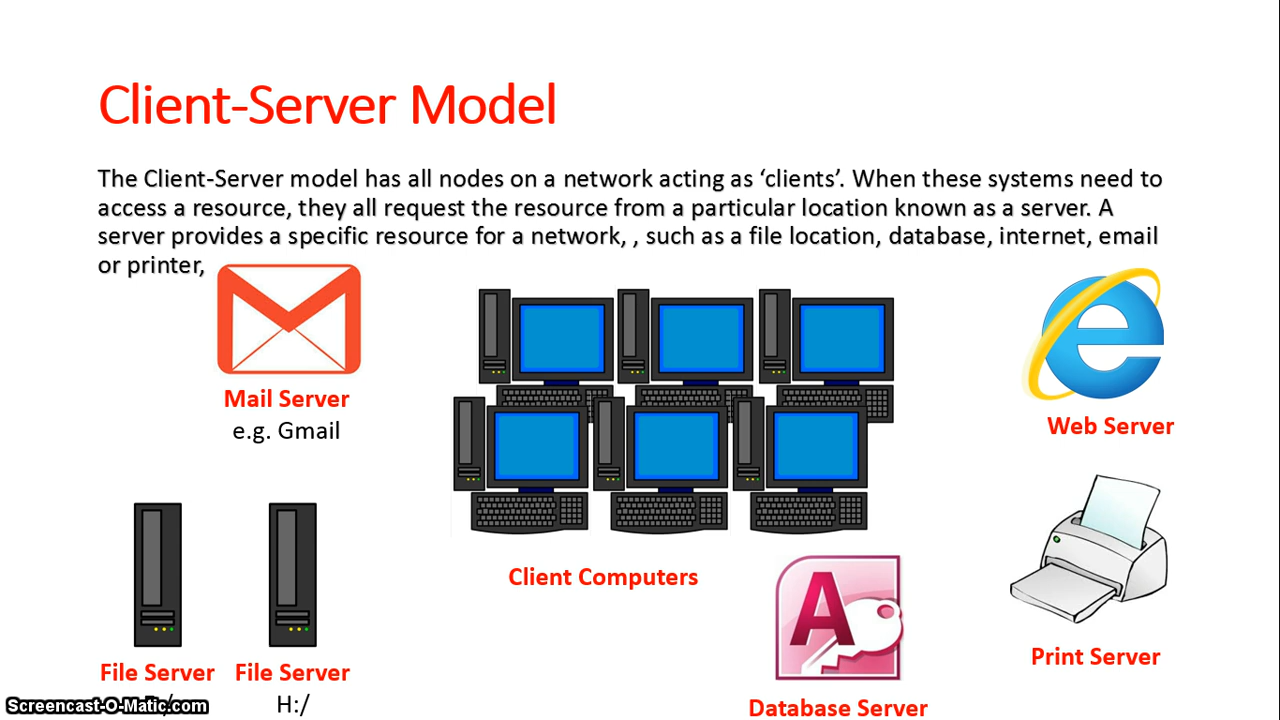 Client-Server Model
The Client-Server model has all nodes on a network acting as ‘clients’. When these systems need to
access a resource, they all request the resource from a particular location known as a server. A
server provides a specific resource for a network, , such as a file location, database, internet, email
or printer,
Mail Server
e.g. Gmail
Web Server
Client Computers
A
File Server
File Server
H:/
Print Server
Database Server
Screencast-O-Matic.com